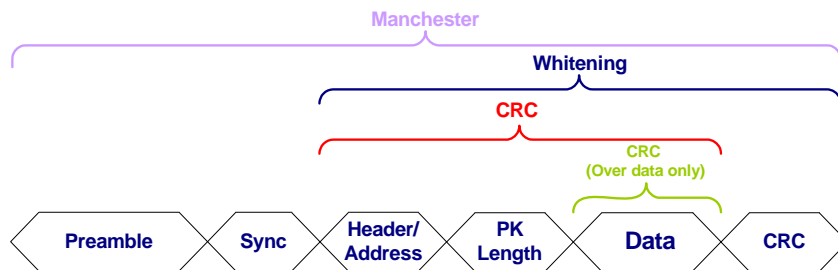 Manchester
Whitening
CRC
CRC
(Over data only)
Preamble
Sync
Header/
Address
PK
Length
Data
CRC